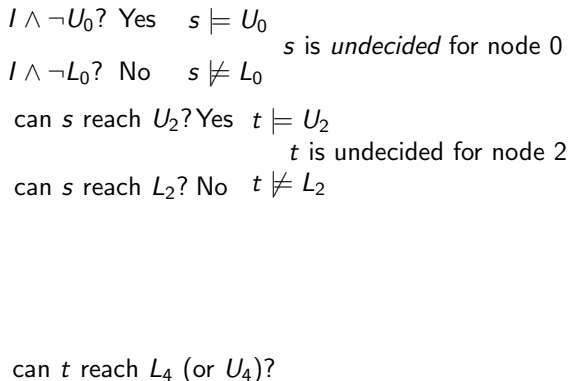 I ∧ ¬U₀? Yes s ⊨ U₀
s is undecided for node 0
I ∧ ¬L₀? No s ⊭ L₀
can s reach U₂? Yes t ⊨ U₂
t is undecided for node 2
can s reach L₂? No t ⊭ L₂
can t reach L₄ (or U₄)?